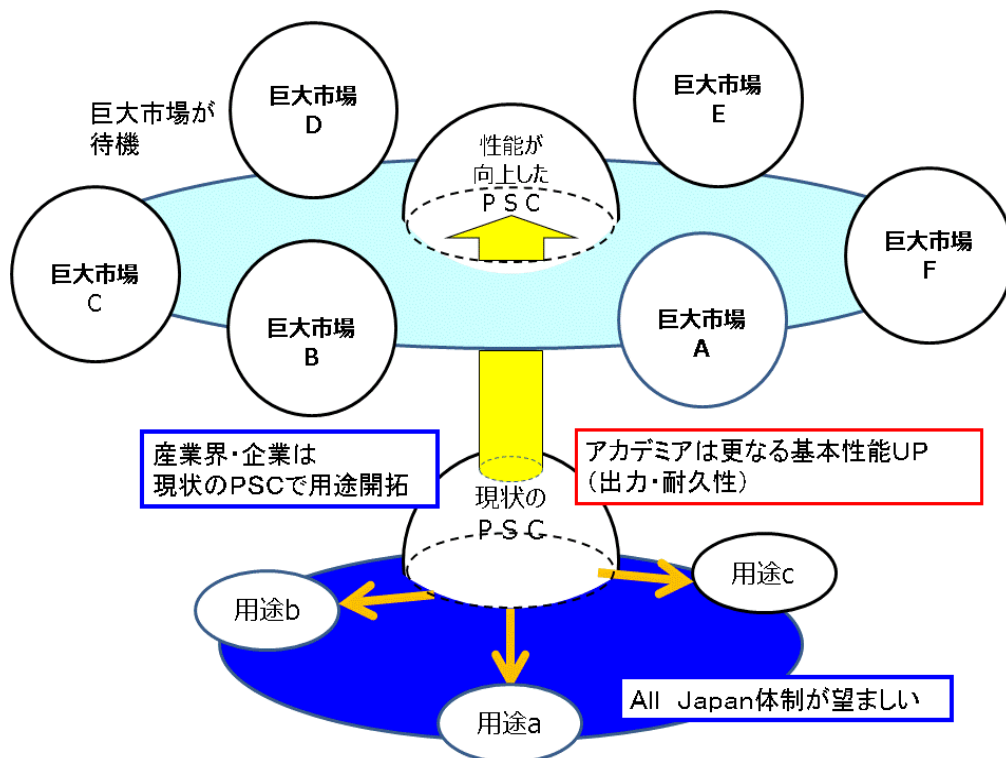 巨大市場が
待機
巨大市場
D
巨大市場
E
性能が
向上した
ＰＳＣ
巨大市場
C
巨大市場
F
巨大市場
B
巨大市場
A
産業界・企業は
現状のPSCで用途開拓
アカデミアは更なる基本性能UP
（出力・耐久性）
現状の
ＰＳＣ
用途c
用途b
用途a
All　Japan体制が望ましい